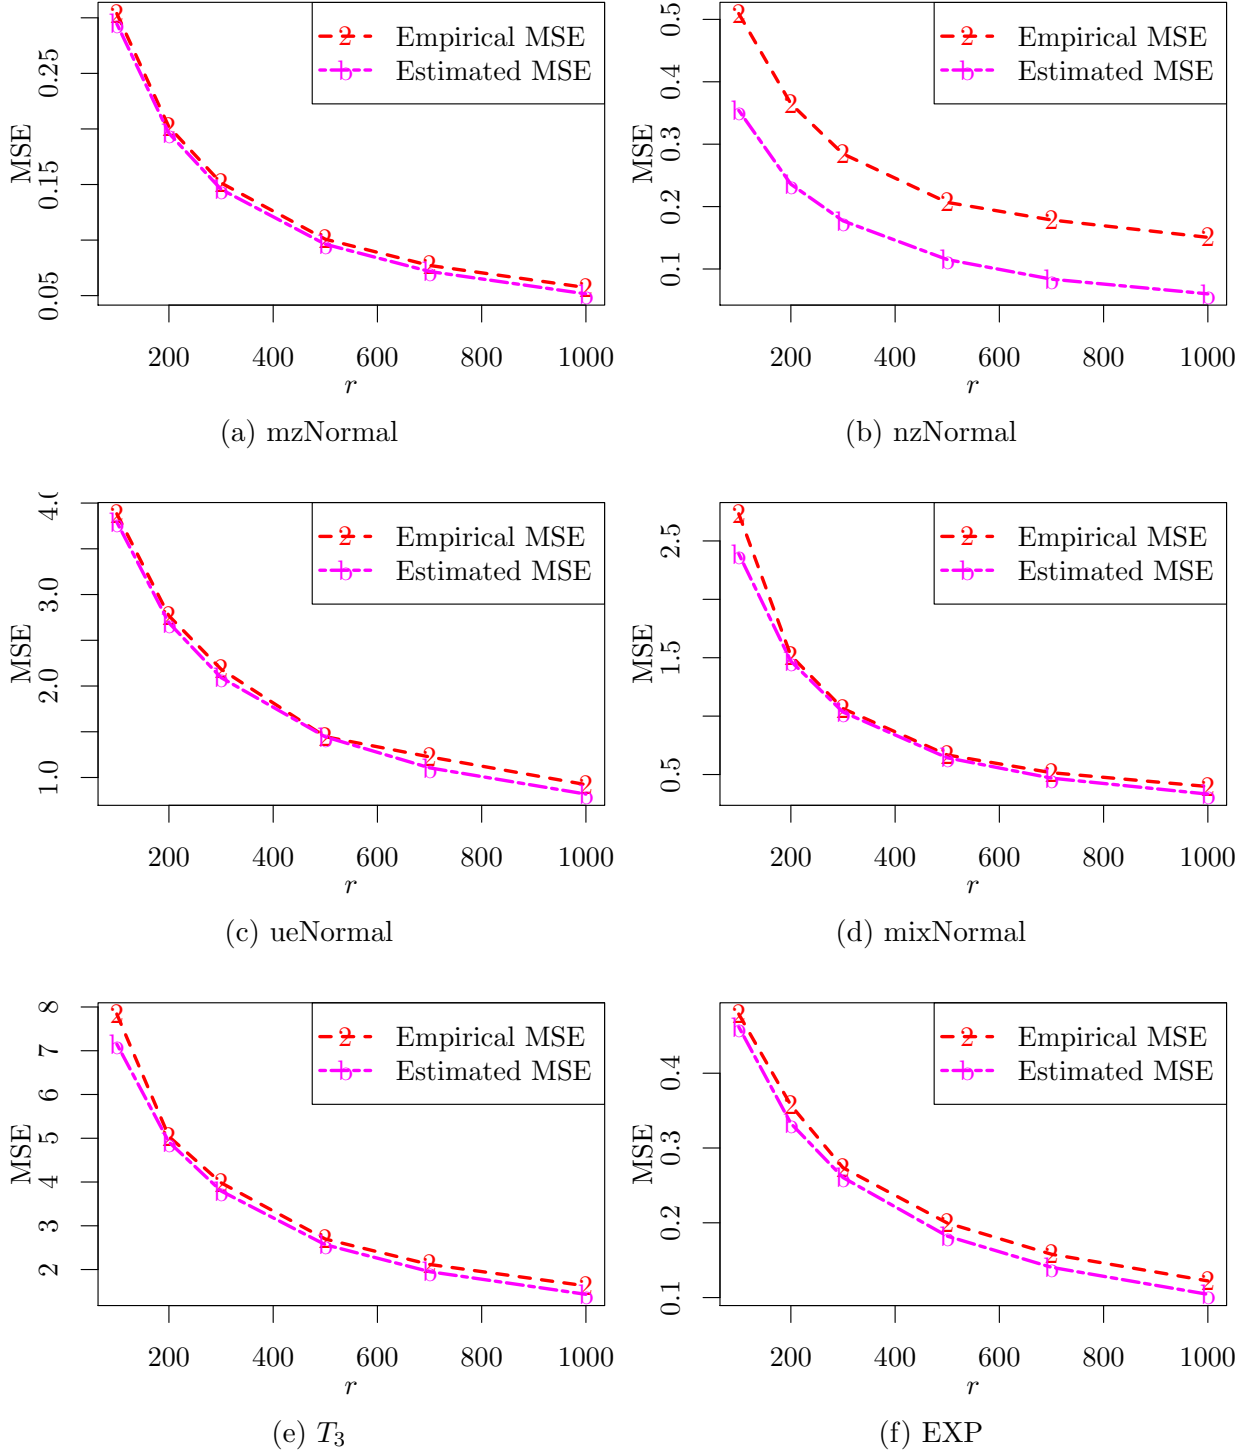 Empirical MSE
Estimated MSE
MSE
0.05 0.15 0.25
200 400 600 800 1000
r
(a) mzNormal
Empirical MSE
Estimated MSE
MSE
0.1 0.2 0.3 0.4 0.5
200 400 600 800 1000
r
(b) nzNormal
Empirical MSE
Estimated MSE
MSE
1.0 2.0 3.0 4.0
200 400 600 800 1000
r
(c) ueNormal
Empirical MSE
Estimated MSE
MSE
0.5 1.5 2.5
200 400 600 800 1000
r
(d) mixNormal
Empirical MSE
Estimated MSE
MSE
2 3 4 5 6 7 8
200 400 600 800 1000
r
(e) T₃
Empirical MSE
Estimated MSE
MSE
0.1 0.2 0.3 0.4
200 400 600 800 1000
r
(f) EXP